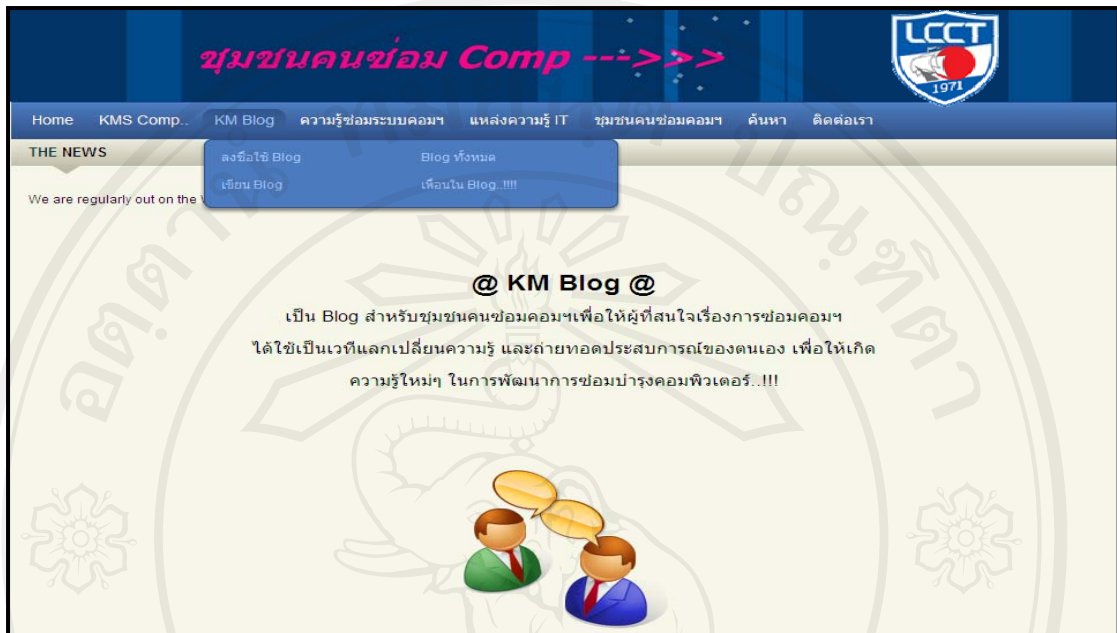 ชุมชนคนซ่อม Comp --->>>
LCCT
1971
Home KMS Comp.. KM Blog ความรู้ซ่อมระบบคอมฯ แหล่งความรู้ IT ชุมชนคนซ่อมคอมฯ ค้นหา ติดต่อเรา
THE NEWS
ลงชื่อใช้ Blog Blog ทั้งหมด
เขียน Blog เพื่อนใน Blog..!!!!
We are regularly out on the
@ KM Blog @
เป็น Blog สำหรับชุมชนคนซ่อมคอมฯเพื่อให้ผู้ที่สนใจเรื่องการซ่อมคอมฯ
ได้ใช้เป็นเวทีแลกเปลี่ยนความรู้ และถ่ายทอดประสบการณ์ของตนเอง เพื่อให้เกิด
ความรู้ใหม่ๆ ในการพัฒนาการซ่อมบำรุงคอมพิวเตอร์..!!!